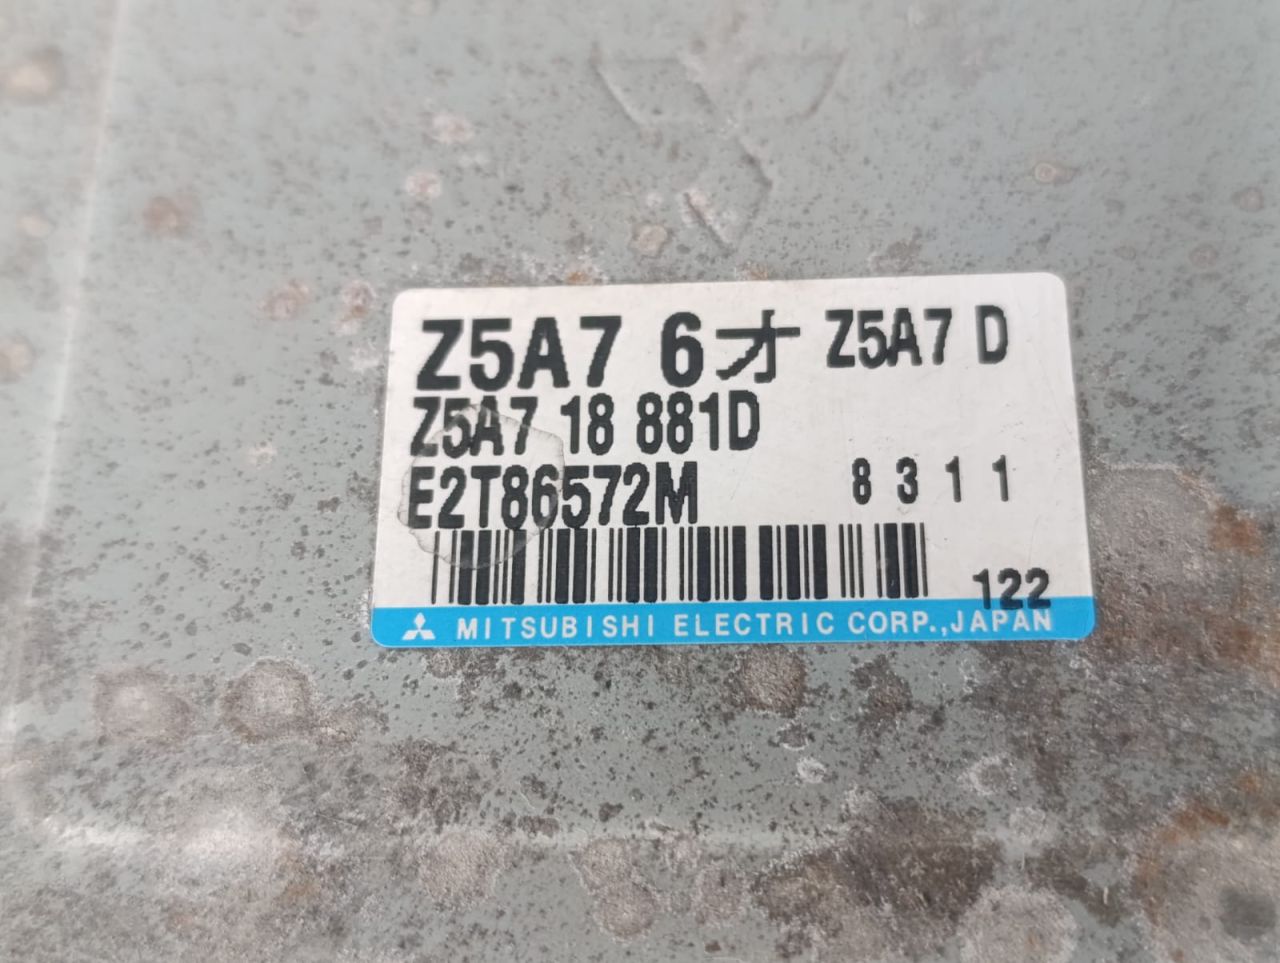 Z5A7 6オ Z5A7 D
Z5A7 18 881D
E2T86572M 8311
122
MITSUBISHI ELECTRIC CORP.,JAPAN